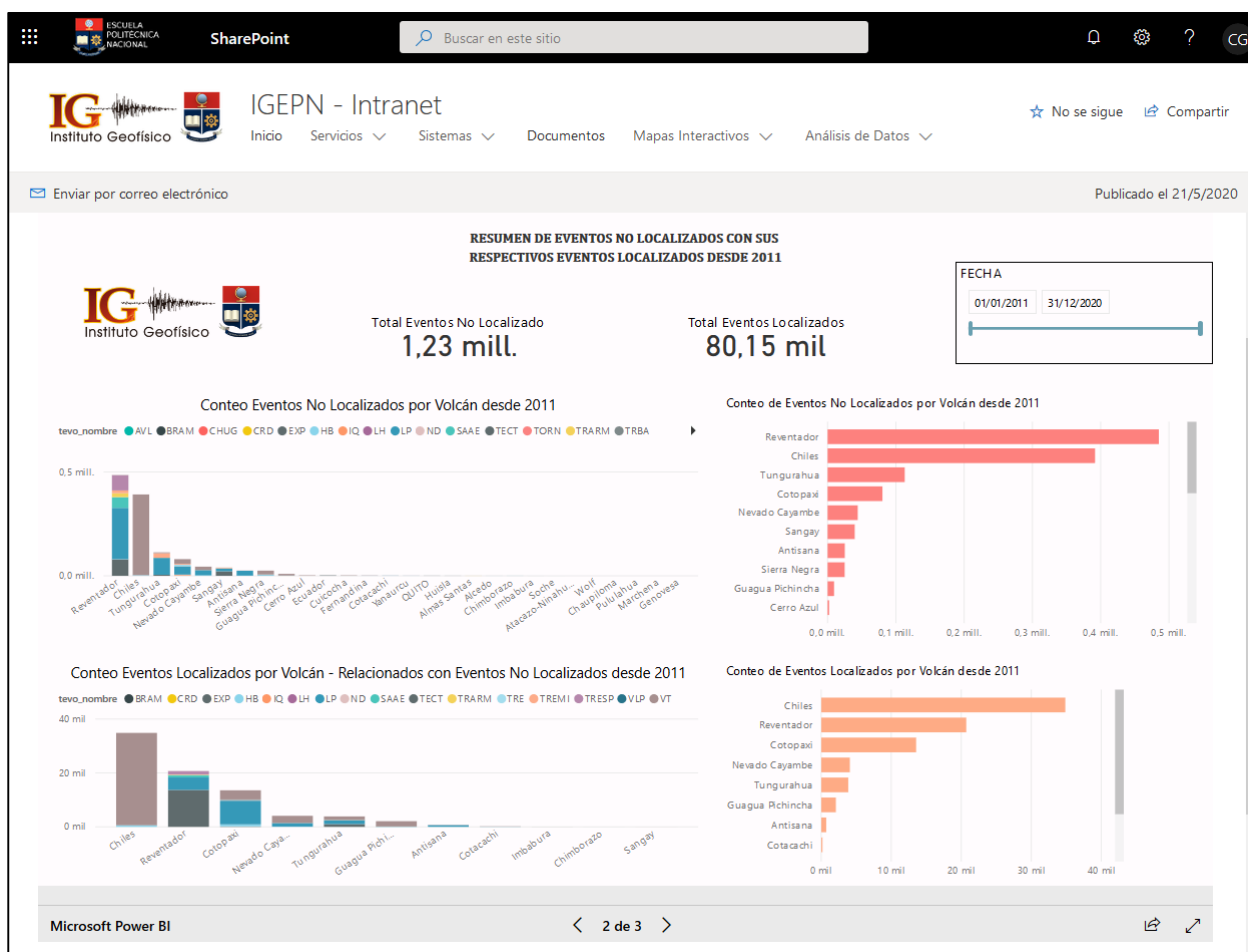 ESCUELA
POLITÉCNICA
NACIONAL
SharePoint
Buscar en este sitio
?
CG
IG
Instituto Geofísico
IGEPN - Intranet
Inicio Servicios Sistemas Documentos Mapas Interactivos Análisis de Datos
No se sigue Compartir
Enviar por correo electrónico
Publicado el 21/5/2020
RESUMEN DE EVENTOS NO LOCALIZADOS CON SUS
RESPECTIVOS EVENTOS LOCALIZADOS DESDE 2011
IG
Instituto Geofísico
Total Eventos No Localizado
1,23 mill.
Total Eventos Localizados
80,15 mil
FECHA
01/01/2011 31/12/2020
Conteo Eventos No Localizados por Volcán desde 2011
tevo_nombre AVL BRAM CHUG CRD EXP HB IQ LH LP ND SAAE TECT TORN TRARM TRBA
0,5 mill.
0,0 mill.
Reventador
Chiles
Tungurahua
Cotopaxi
Nevado Cayambe
Sangay
Antisana
Sierra Negra
Guagua Pichinc...
Cerro Azul
Ecuador
Cuicocha
Fernandina
Cotacachi
Yanaurcu
QUITO
Huisla
Almas Santas
Alcedo
Chimborazo
Imbabura
Soche
Atacazo-Ninahu...
Wolf
Chaupiloma
Pululahua
Marchena
Genovesa
Conteo de Eventos No Localizados por Volcán desde 2011
Reventador
Chiles
Tungurahua
Cotopaxi
Nevado Cayambe
Sangay
Antisana
Sierra Negra
Guagua Pichincha
Cerro Azul
0,0 mill. 0,1 mill. 0,2 mill. 0,3 mill. 0,4 mill. 0,5 mill.
Conteo Eventos Localizados por Volcán - Relacionados con Eventos No Localizados desde 2011
tevo_nombre BRAM CRD EXP HB IQ LH LP ND SAAE TECT TRARM TRE TREMI TRESP VLP VT
40 mil
20 mil
0 mil
Chiles
Reventador
Cotopaxi
Nevado Caya...
Tungurahua
Guagua Pichi...
Antisana
Cotacachi
Imbabura
Chimborazo
Sangay
Conteo de Eventos Localizados por Volcán desde 2011
Chiles
Reventador
Cotopaxi
Nevado Cayambe
Tungurahua
Guagua Pichincha
Antisana
Cotacachi
0 mil 10 mil 20 mil 30 mil 40 mil
Microsoft Power BI
2 de 3